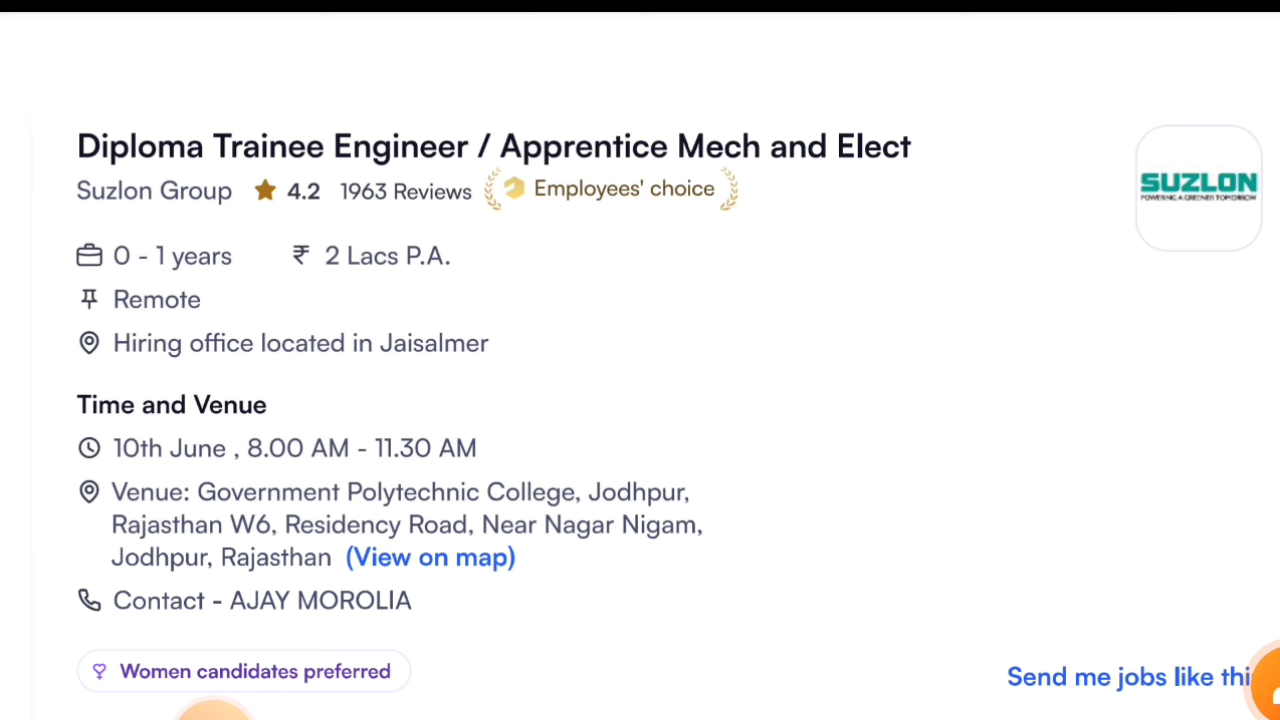 Diploma Trainee Engineer / Apprentice Mech and Elect
Suzlon Group 4.2 1963 Reviews Employees' choice
SUZLON
POWERING A GREENER TOMORROW
0 - 1 years ₹ 2 Lacs P.A.
Remote
Hiring office located in Jaisalmer
Time and Venue
10th June , 8.00 AM - 11.30 AM
Venue: Government Polytechnic College, Jodhpur,
Rajasthan W6, Residency Road, Near Nagar Nigam,
Jodhpur, Rajasthan (View on map)
Contact - AJAY MOROLIA
Women candidates preferred
Send me jobs like thi